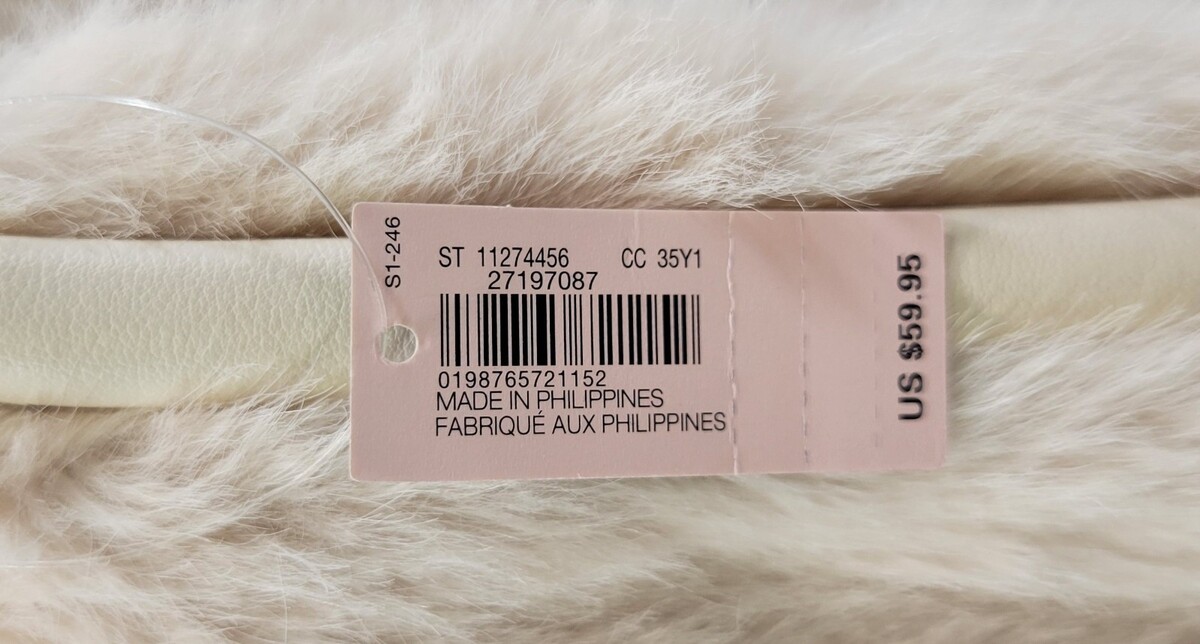 S1-246
ST 11274456 CC 35Y1
27197087
0198765721152
MADE IN PHILIPPINES
FABRIQUÉ AUX PHILIPPINES
US $59.95